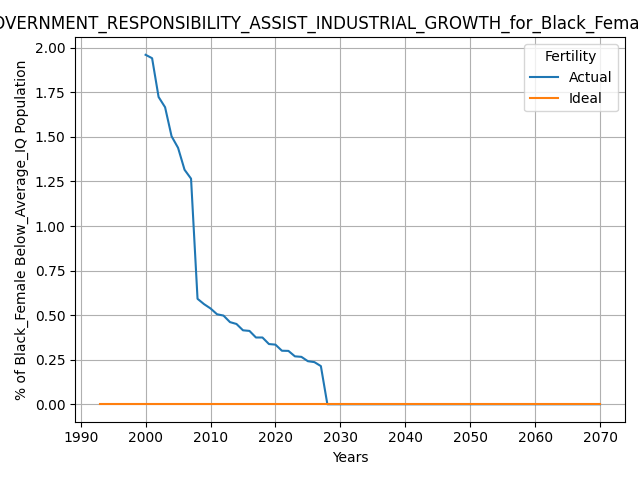 OVERNMENT_RESPONSIBILITY_ASSIST_INDUSTRIAL_GROWTH_for_Black_Fema
Fertility
Actual
Ideal
% of Black_Female Below_Average_IQ Population
2.00
1.75
1.50
1.25
1.00
0.75
0.50
0.25
0.00
1990 2000 2010 2020 2030 2040 2050 2060 2070
Years